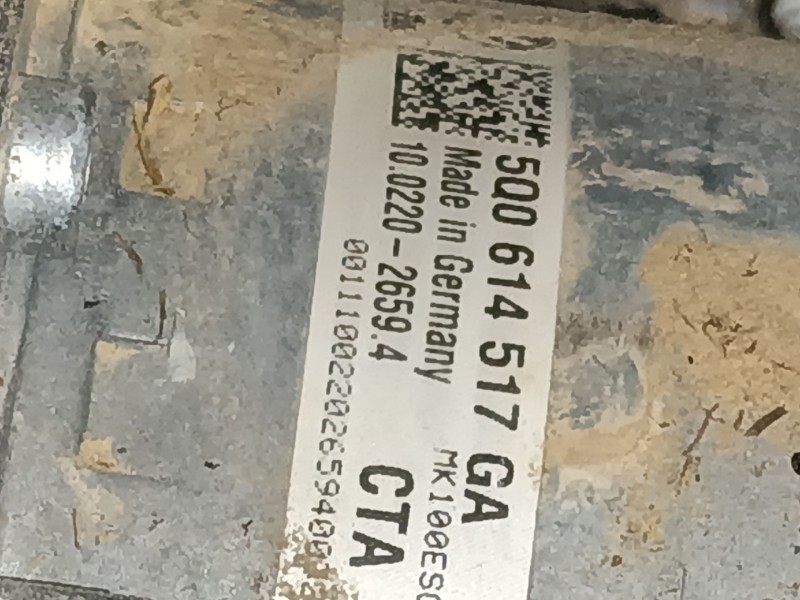 5Q0 614 517 GA
Made in Germany MK100ESC
10.0220-2659.4 CTA
00111002202659400